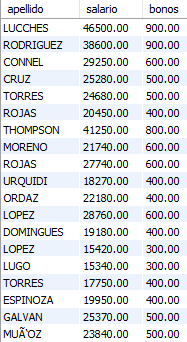 apellido salario bonos
LUCCHES 46500.00 900.00
RODRIGUEZ 38600.00 900.00
CONNEL 29250.00 600.00
CRUZ 25280.00 500.00
TORRES 24680.00 500.00
ROJAS 20450.00 400.00
THOMPSON 41250.00 800.00
MORENO 21740.00 600.00
ROJAS 27740.00 600.00
URQUIDI 18270.00 400.00
ORDAZ 22180.00 400.00
LOPEZ 28760.00 600.00
DOMINGUES 19180.00 400.00
LOPEZ 15420.00 300.00
LUGO 15340.00 300.00
TORRES 17750.00 400.00
ESPINOZA 19950.00 400.00
GALVAN 25370.00 500.00
MUÃ'OZ 23840.00 500.00